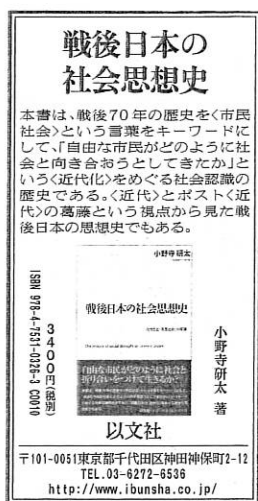 戦後日本の
社会思想史
本書は、戦後70年の歴史を〈市民
社会〉という言葉をキーワードに
して、「自由な市民がどのように社
会と向き合おうとしてきたか」と
いう〈近代化〉をめぐる社会認識の
歴史である。〈近代〉とポスト〈近
代〉の葛藤という視点から見た戦
後日本の思想史でもある。
小野寺研太
戦後日本の社会思想史
自由な市民がどのように社会と
折り合いをつけて生きるか?
小野寺研太 著
3400円(税別)
ISBN 978-4-7531-0326-3 C0010
以文社
〒101-0051東京都千代田区神田神保町2-12
TEL.03-6272-6536
http://www.ibunsha.co.jp/